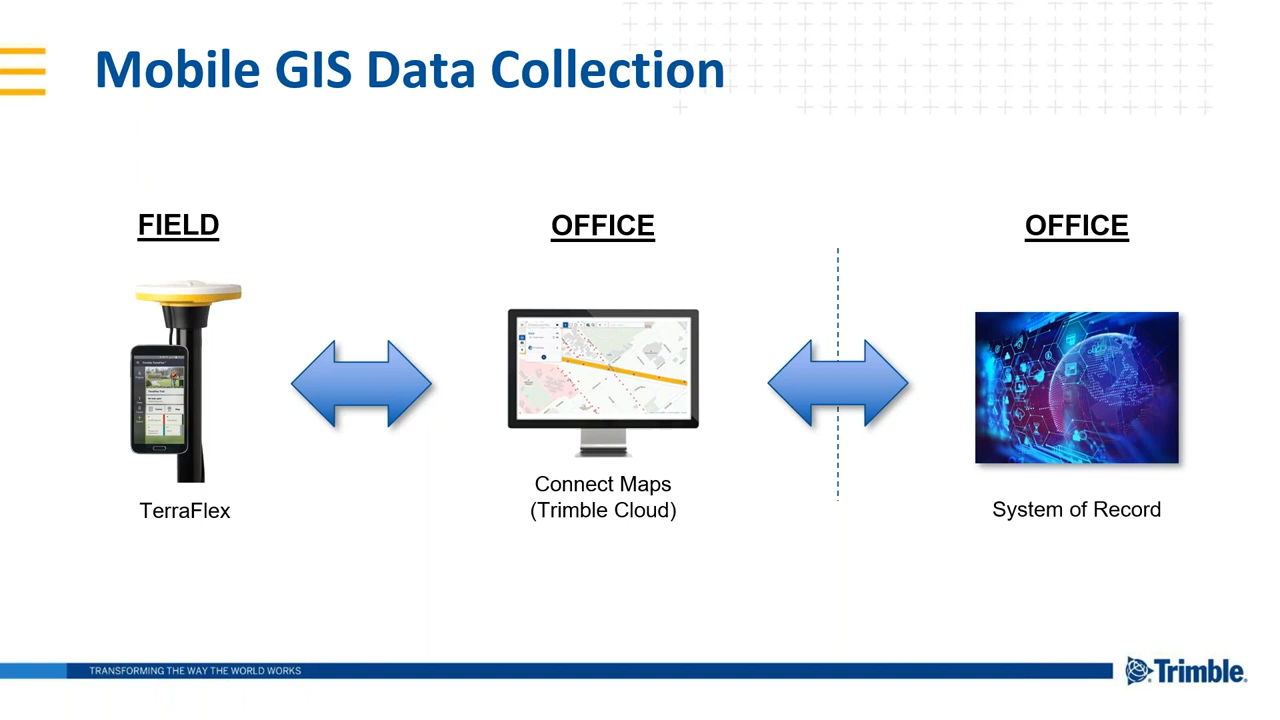 Mobile GIS Data Collection
FIELD
OFFICE
OFFICE
TerraFlex
Connect Maps
(Trimble Cloud)
System of Record
TRANSFORMING THE WAY THE WORLD WORKS
Trimble